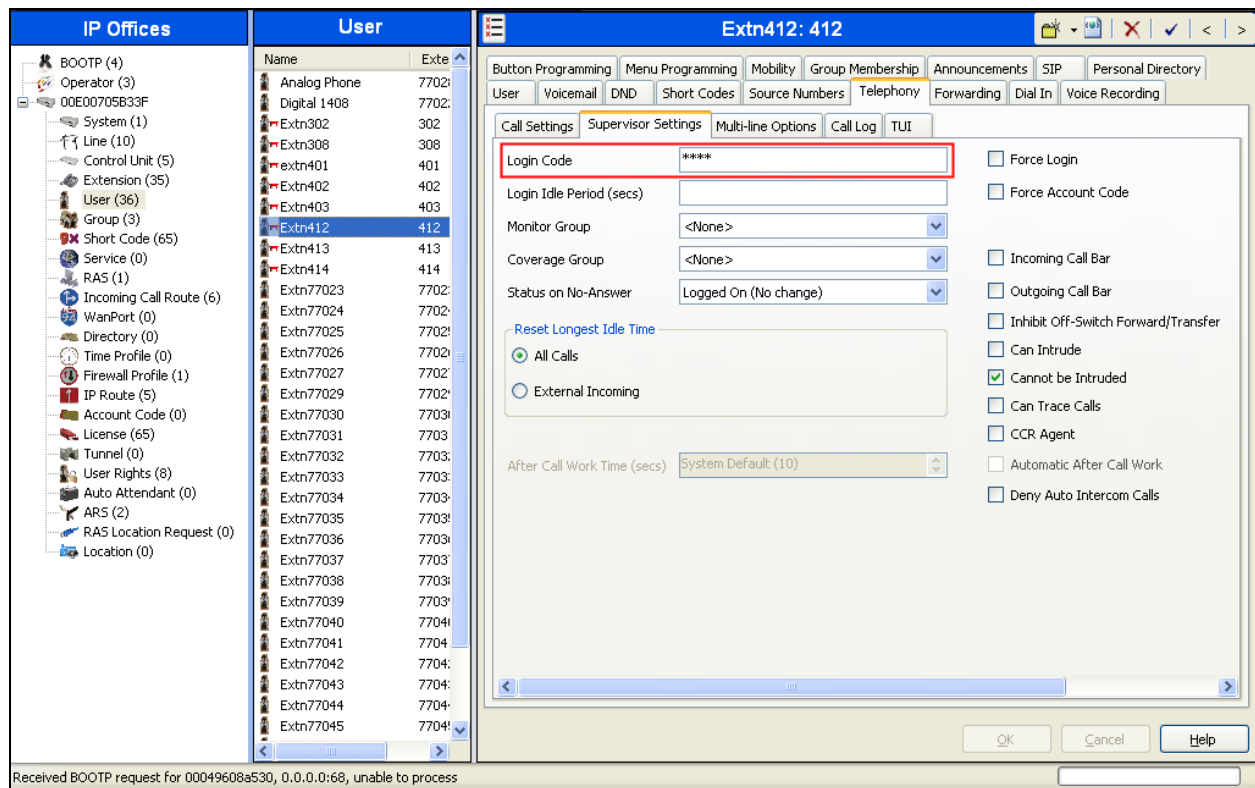 IP Offices
BOOTP (4)
Operator (3)
00E00705B33F
System (1)
Line (10)
Control Unit (5)
Extension (35)
User (36)
Group (3)
Short Code (65)
Service (0)
RAS (1)
Incoming Call Route (6)
WanPort (0)
Directory (0)
Time Profile (0)
Firewall Profile (1)
IP Route (5)
Account Code (0)
License (65)
Tunnel (0)
User Rights (8)
Auto Attendant (0)
ARS (2)
RAS Location Request (0)
Location (0)
User
Name Exte
Analog Phone
Digital 1408
Extn302 302
Extn308 308
extn401 401
Extn402 402
Extn403 403
Extn412 412
Extn413 413
Extn414 414
Extn77023
Extn77024
Extn77025
Extn77026
Extn77027
Extn77029
Extn77030
Extn77031
Extn77032
Extn77033
Extn77034
Extn77035
Extn77036
Extn77037
Extn77038
Extn77039
Extn77040
Extn77041
Extn77042
Extn77043
Extn77044
Extn77045
Extn412: 412
Button Programming Menu Programming Mobility Group Membership Announcements SIP Personal Directory
User Voicemail DND Short Codes Source Numbers Telephony Forwarding Dial In Voice Recording
Call Settings Supervisor Settings Multi-line Options Call Log TUI
Login Code ****
Login Idle Period (secs)
Monitor Group <None>
Coverage Group <None>
Status on No-Answer Logged On (No change)
Reset Longest Idle Time
All Calls
External Incoming
After Call Work Time (secs) System Default (10)
Force Login
Force Account Code
Incoming Call Bar
Outgoing Call Bar
Inhibit Off-Switch Forward/Transfer
Can Intrude
Cannot be Intruded
Can Trace Calls
CCR Agent
Automatic After Call Work
Deny Auto Intercom Calls
OK Cancel Help
Received BOOTP request for 00049608a530, 0.0.0.0:68, unable to process